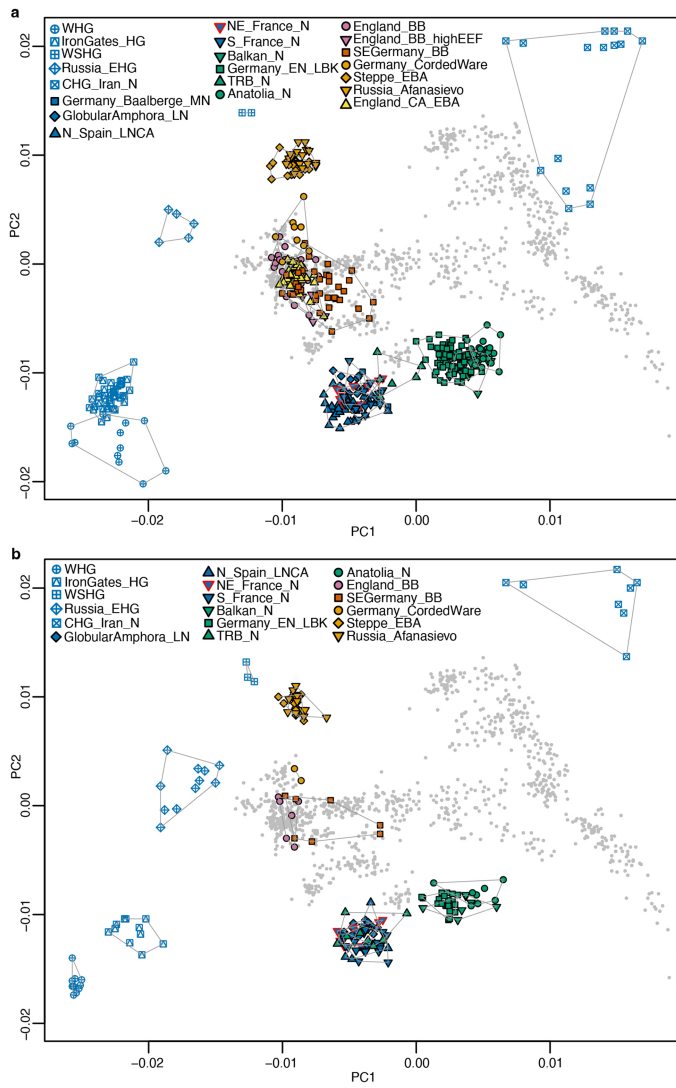 a
WHG
IronGates_HG
WSHG
Russia_EHG
CHG_Iran_N
Germany_Baalberge_MN
GlobularAmphora_LN
N_Spain_LNCA
NE_France_N
S_France_N
Balkan_N
Germany_EN_LBK
TRB_N
Anatolia_N
England_BB
England_BB_highEEF
SEGermany_BB
Germany_CordedWare
Steppe_EBA
Russia_Afanasievo
England_CA_EBA
0.02
0.01
0.00
−0.01
−0.02
PC2
−0.02
−0.01
0.00
0.01
PC1
b
WHG
IronGates_HG
WSHG
Russia_EHG
CHG_Iran_N
GlobularAmphora_LN
N_Spain_LNCA
NE_France_N
S_France_N
Balkan_N
Germany_EN_LBK
TRB_N
Anatolia_N
England_BB
SEGermany_BB
Germany_CordedWare
Steppe_EBA
Russia_Afanasievo
0.02
0.01
0.00
−0.01
−0.02
PC2
−0.02
−0.01
0.00
0.01
PC1